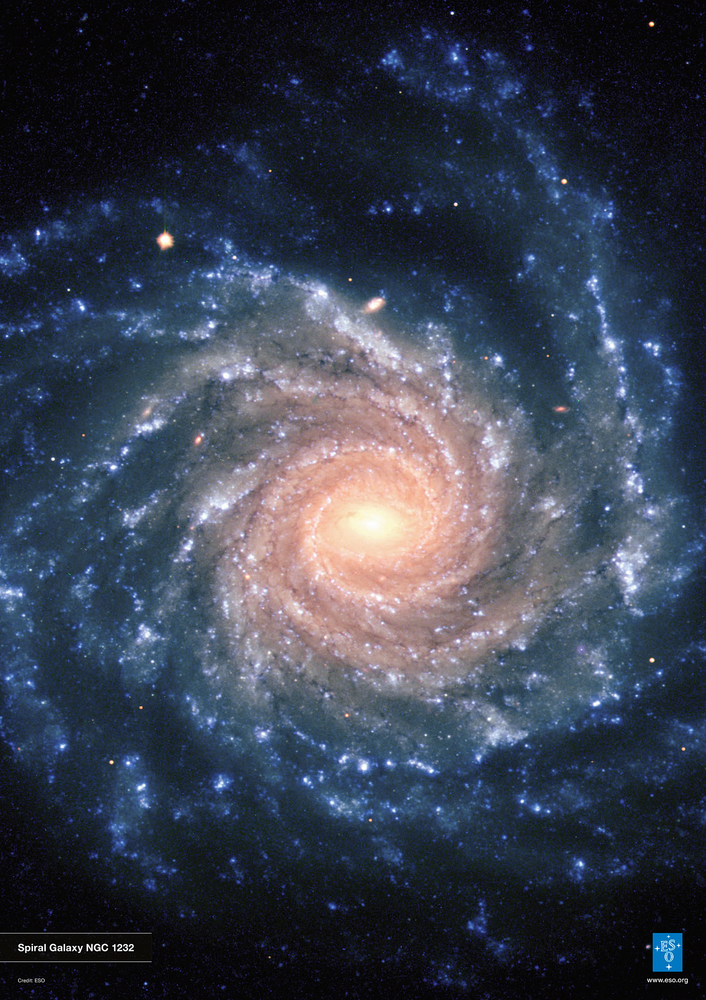 Spiral Galaxy NGC 1232
Credit: ESO
ES
O
www.eso.org